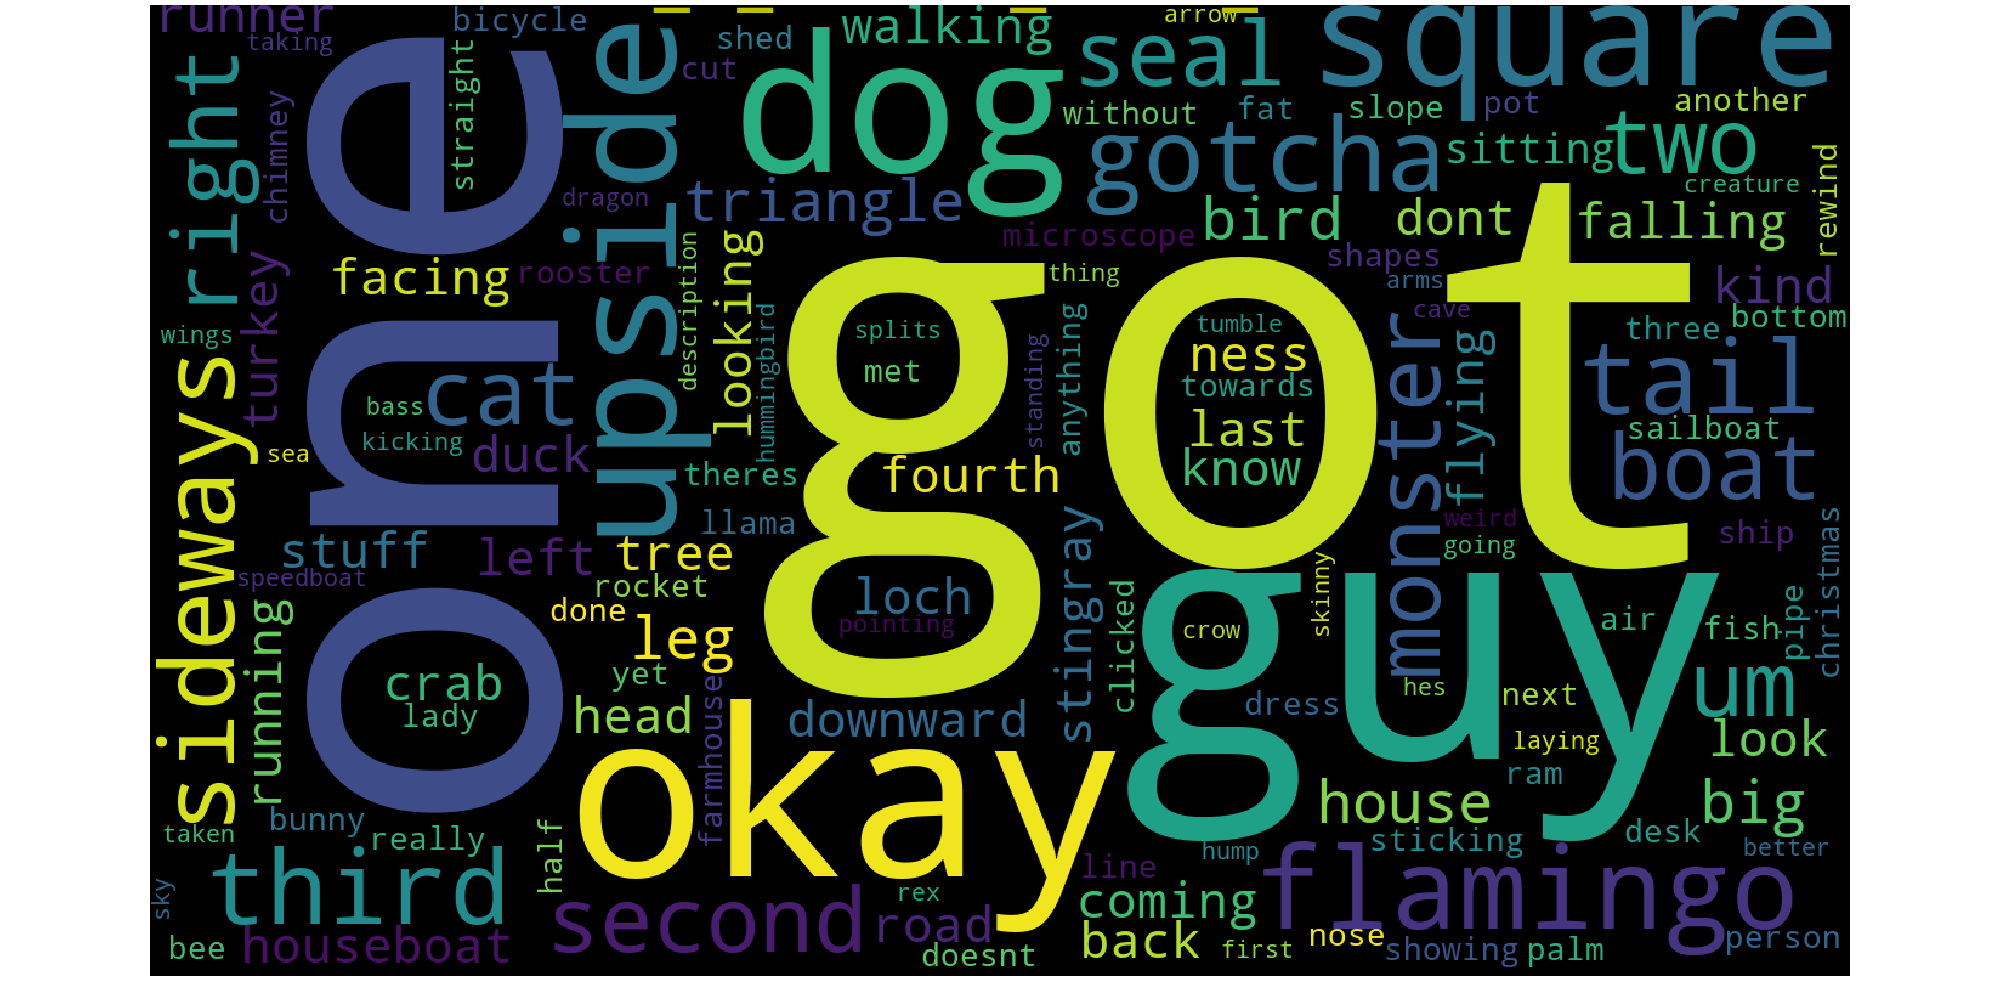 runner
bicycle
taking
shed
walking
arrow
seal
square
cut
straight
chimney
right
one
upside
dog
without
fat
slope
pot
another
gotcha
sitting
two
rewind
dragon
triangle
creature
bird
dont
falling
microscope
shapes
turkey
facing
rooster
description
looking
thing
arms
kind
got
cave
three
bottom
wings
hummingbird
splits
tumble
ness
monster
flying
tail
sideways
cat
met
standing
anything
towards
bass
last
sailboat
kicking
duck
sea
theres
fourth
know
boat
llama
weird
stuff
left
tree
stingray
going
ship
christmas
speedboat
rocket
skinny
done
loch
pointing
clicked
guy
crow
air
fish
pipe
running
leg
crab
yet
farmhouse
hes
next
um
lady
head
downward
dress
laying
look
okay
ram
house
big
bunny
taken
really
half
sticking
desk
better
third
hump
line
sky
second
rex
road
coming
flamingo
bee
houseboat
doesnt
back
first
nose
showing
palm
person